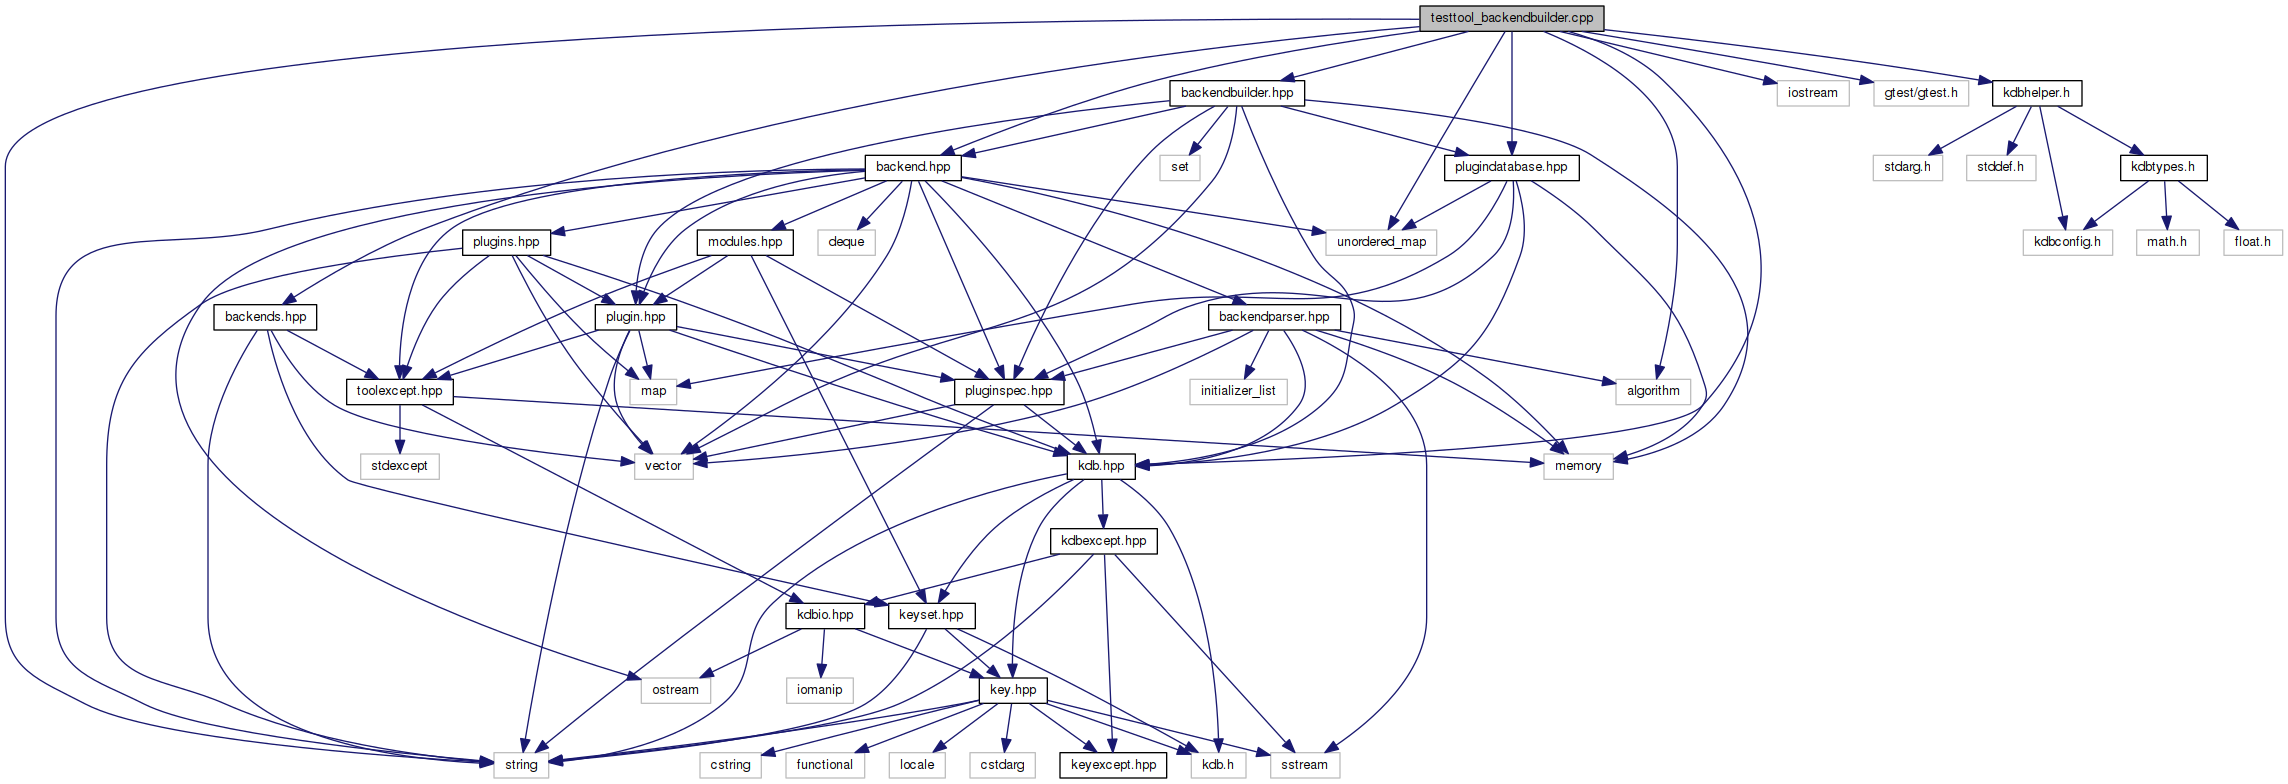 testtool_backendbuilder.cpp
backendbuilder.hpp
iostream
gtest/gtest.h
kdbhelper.h
backend.hpp
set
plugindatabase.hpp
stdarg.h
stddef.h
kdbtypes.h
plugins.hpp
modules.hpp
deque
unordered_map
kdbconfig.h
math.h
float.h
backends.hpp
plugin.hpp
backendparser.hpp
toolexcept.hpp
map
pluginspec.hpp
initializer_list
algorithm
stdexcept
vector
kdb.hpp
memory
kdbexcept.hpp
kdbio.hpp
keyset.hpp
ostream
iomanip
key.hpp
string
cstring
functional
locale
cstdarg
keyexcept.hpp
kdb.h
sstream